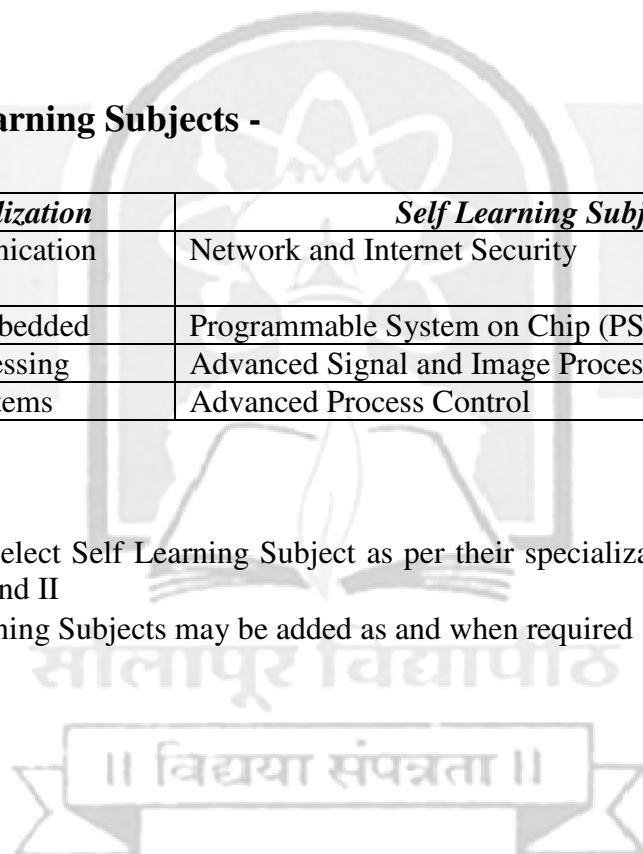 arning Subjects -
lization Self Learning Subj
nication Network and Internet Security
bedded Programmable System on Chip (PS
essing Advanced Signal and Image Proces
tems Advanced Process Control
elect Self Learning Subject as per their specializa
nd II
ning Subjects may be added as and when required
सोलापूर विद्यापीठ
॥ विद्यया संपन्नता ॥